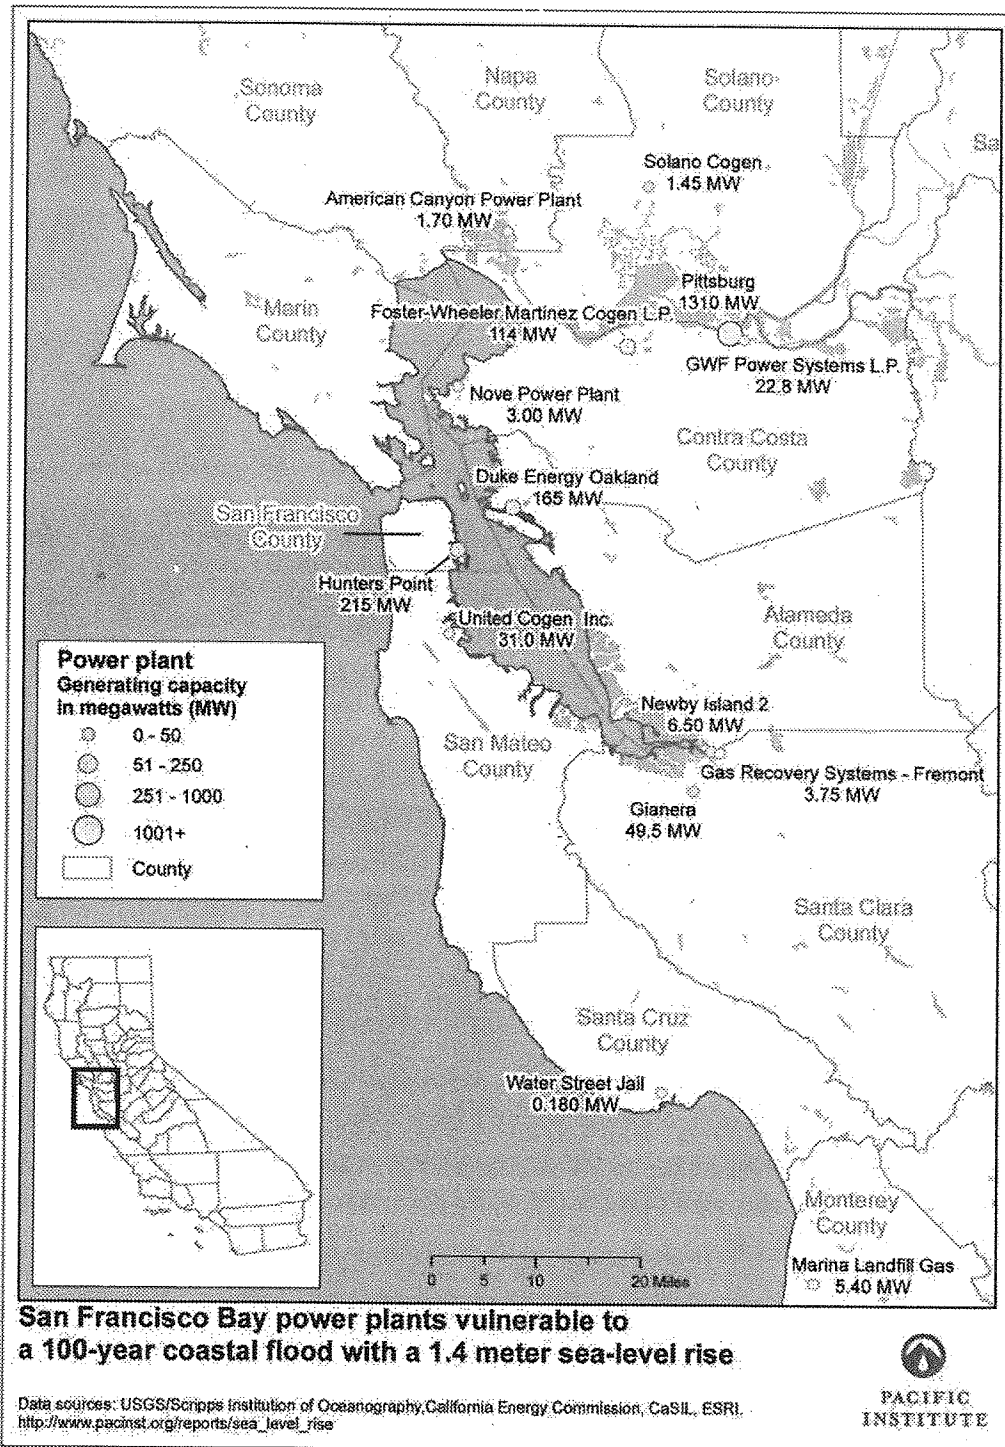 Sonoma
County
Napa
County
Solano
County
Sa
Solano Cogen
1.45 MW
American Canyon Power Plant
1.70 MW
Pittsburg
1310 MW
Marin
County
Foster-Wheeler Martinez Cogen L.P.
114 MW
GWF Power Systems L.P.
22.8 MW
Nove Power Plant
3.00 MW
Contra Costa
County
Duke Energy Oakland
165 MW
San Francisco
County
Hunters Point
215 MW
United Cogen Inc.
31.0 MW
Alameda
County
Power plant
Generating capacity
in megawatts (MW)
0 - 50
51 - 250
251 - 1000
1001+
County
Newby Island 2
6.50 MW
San Mateo
County
Gas Recovery Systems - Fremont
3.75 MW
Gianera
49.5 MW
Santa Clara
County
Santa Cruz
County
Water Street Jail
0.180 MW
Monterey
County
Marina Landfill Gas
5.40 MW
0 5 10 20 Miles
San Francisco Bay power plants vulnerable to
a 100-year coastal flood with a 1.4 meter sea-level rise
Data sources: USGS/Scripps Institution of Oceanography, California Energy Commission, CaSIL, ESRI.
http://www.pacinst.org/reports/sea_level_rise
PACIFIC
INSTITUTE